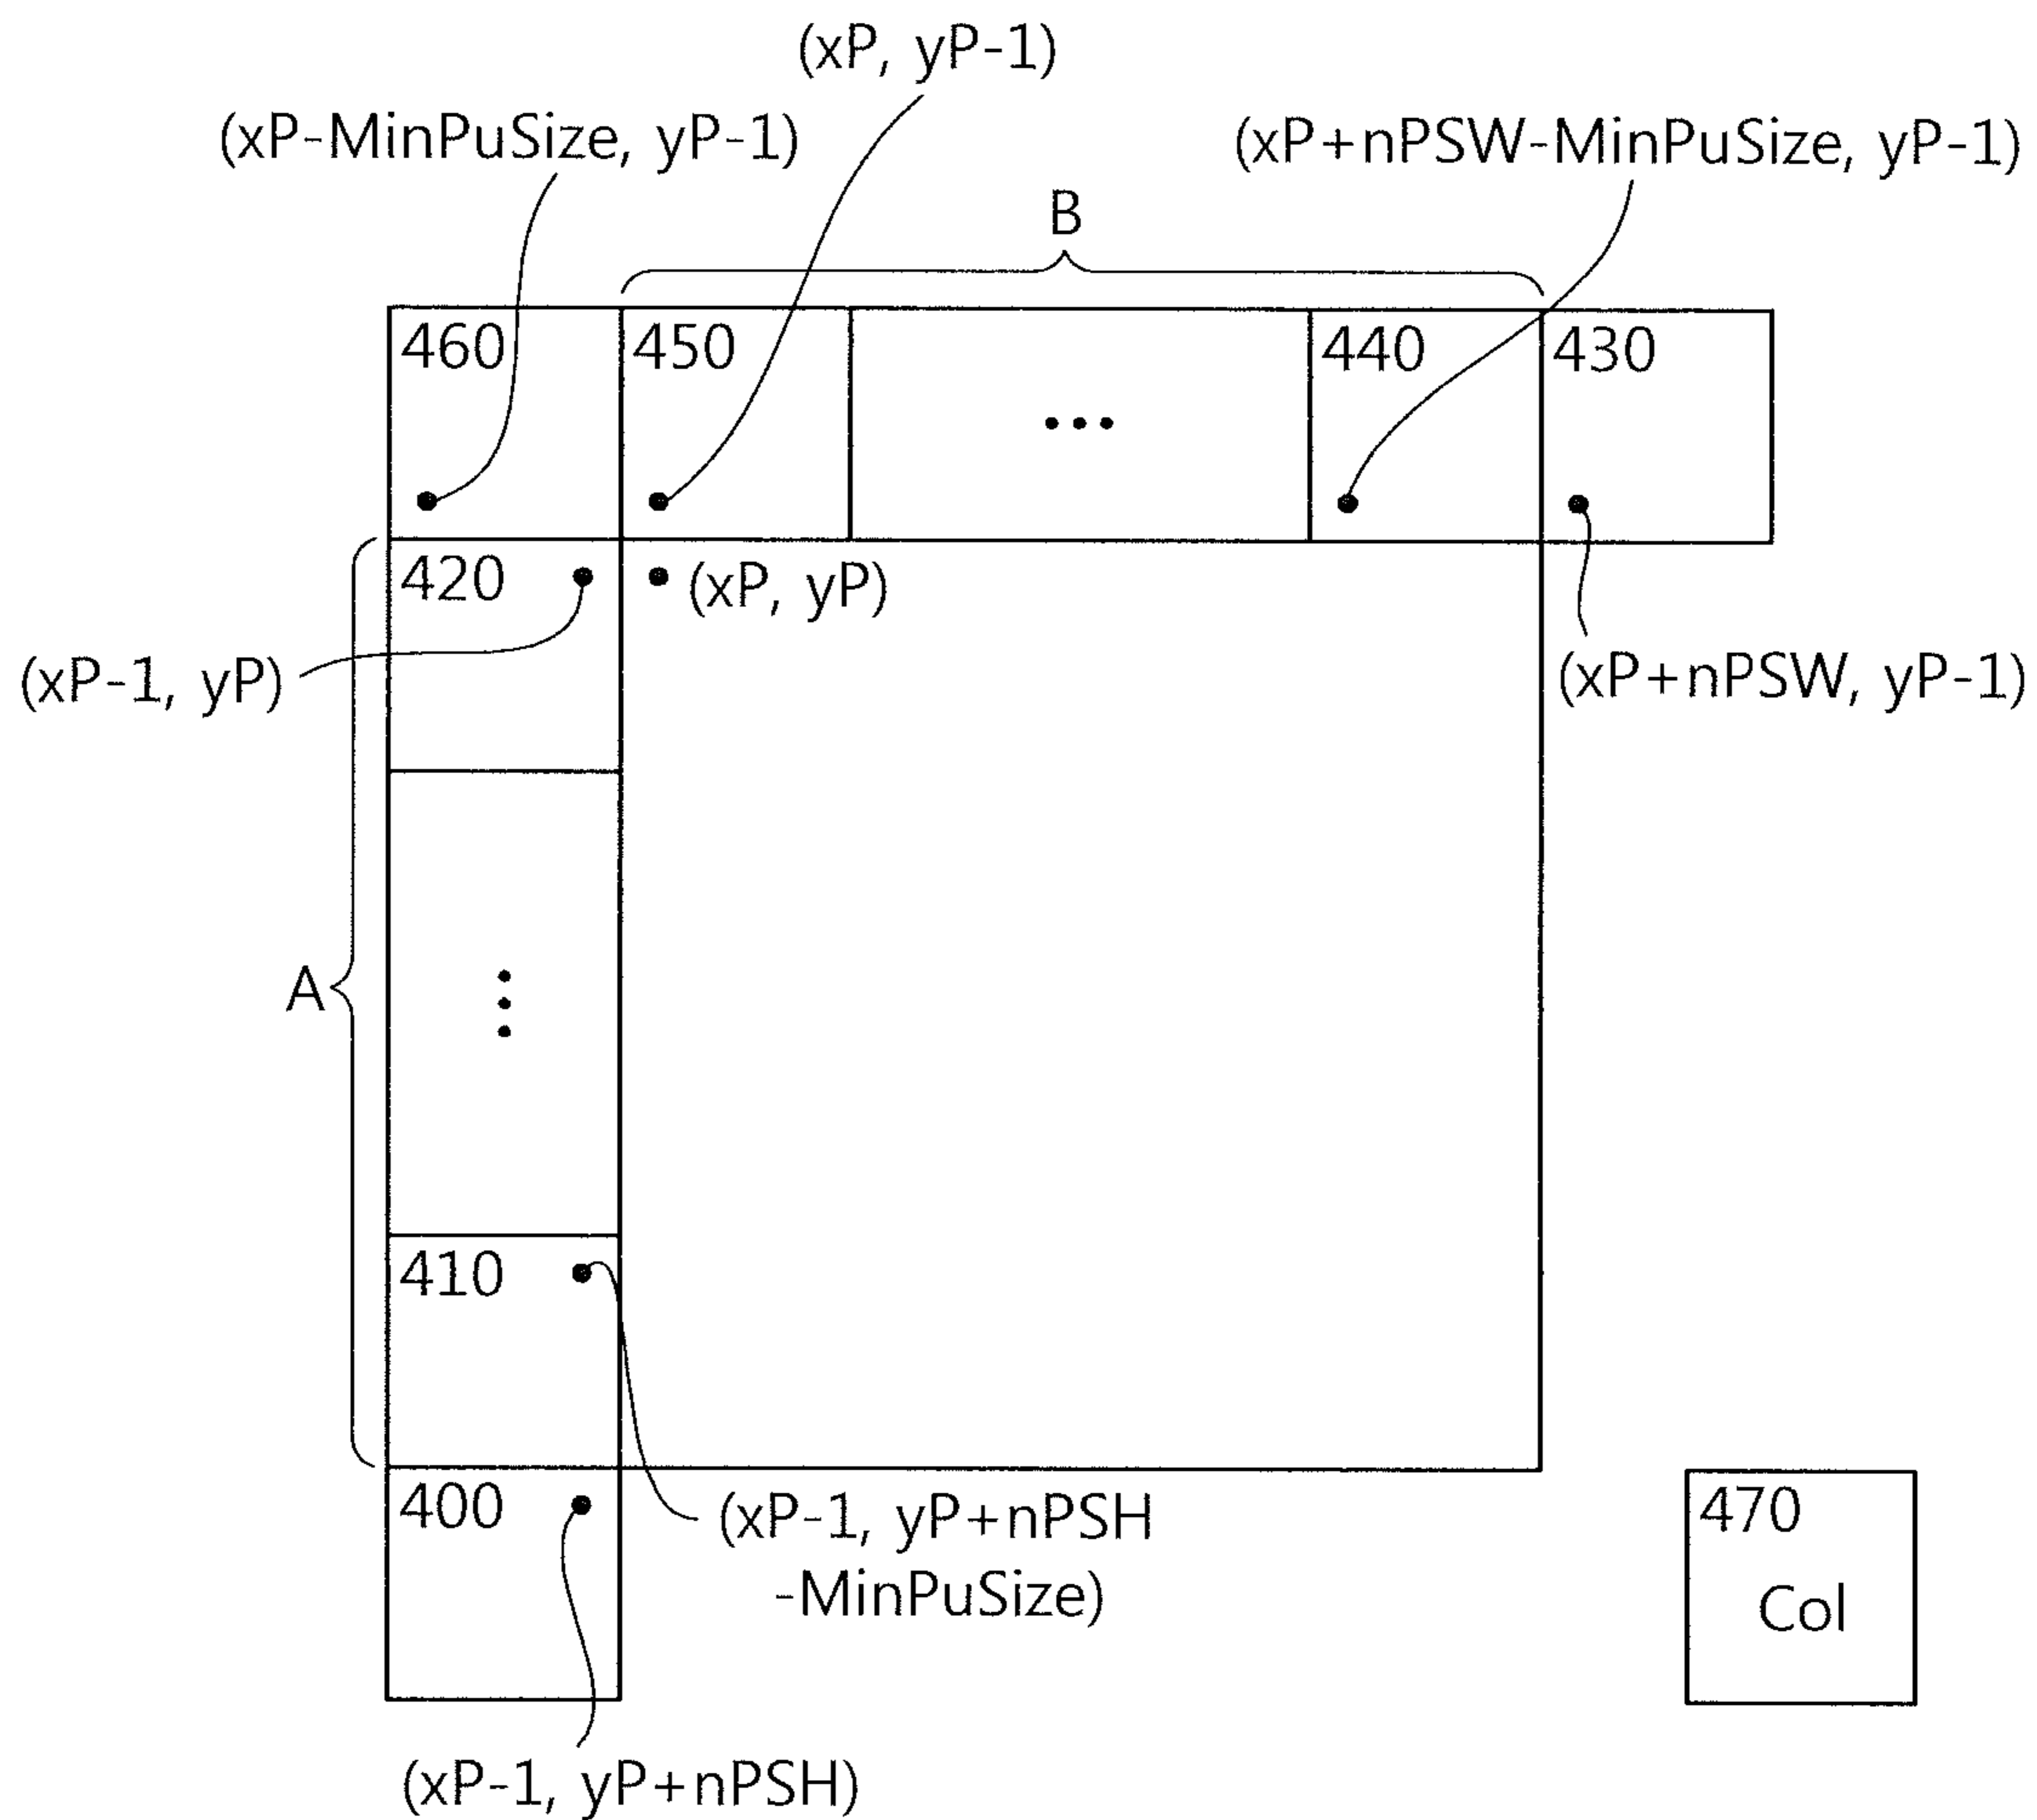 (xP, yP-1)
(xP-MinPuSize, yP-1)
(xP+nPSW-MinPuSize, yP-1)
B
460
450
440
430
420
(xP, yP)
(xP-1, yP)
(xP+nPSW, yP-1)
A
410
400
(xP-1, yP+nPSH
-MinPuSize)
470
Col
(xP-1, yP+nPSH)